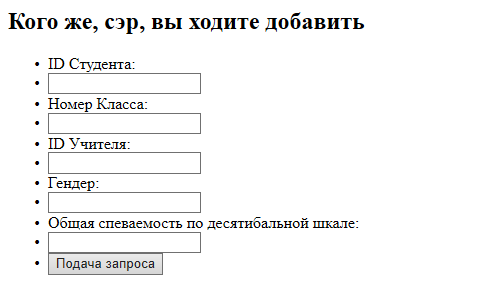 Кого же, сэр, вы ходите добавить
ID Студента:
Номер Класса:
ID Учителя:
Гендер:
Общая спеваемость по десятибальной шкале:
Подача запроса